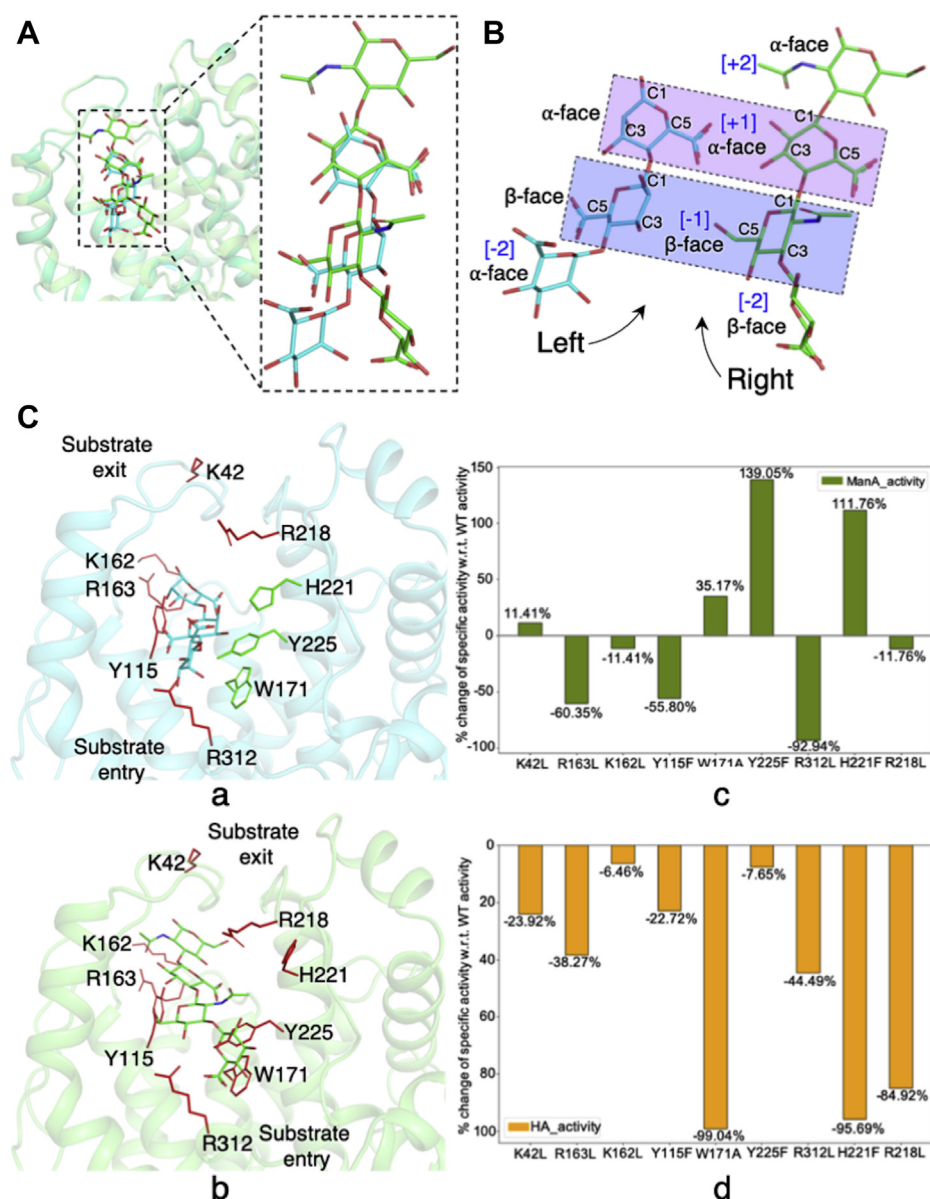 A
B
α-face
[+2]
C1
α-face
C3
C5
[+1]
α-face
C1
C3
C5
β-face
C5
C1
C3
[-1]
β-face
C1
C5
C3
[-2]
α-face
[-2]
β-face
Left
Right
C
Substrate
exit
K42
R218
K162
R163
H221
Y225
Y115
W171
R312
Substrate
entry
a
% change of specific activity w.r.t. WT activity
150
100
50
0
-50
-100
ManA_activity
11.41%
-60.35%
-11.41%
-55.80%
35.17%
139.05%
-92.94%
111.76%
-11.76%
K42L R163L K162L Y115F W171A Y225F R312L H221F R218L
c
Substrate
exit
K42
R218
K162
H221
R163
Y225
Y115
W171
R312
Substrate
entry
b
% change of specific activity w.r.t. WT activity
0
20
40
60
80
100
-23.92%
-38.27%
-6.46%
-22.72%
-99.04%
-7.65%
-44.49%
-95.69%
-84.92%
HA_activity
K42L R163L K162L Y115F W171A Y225F R312L H221F R218L
d